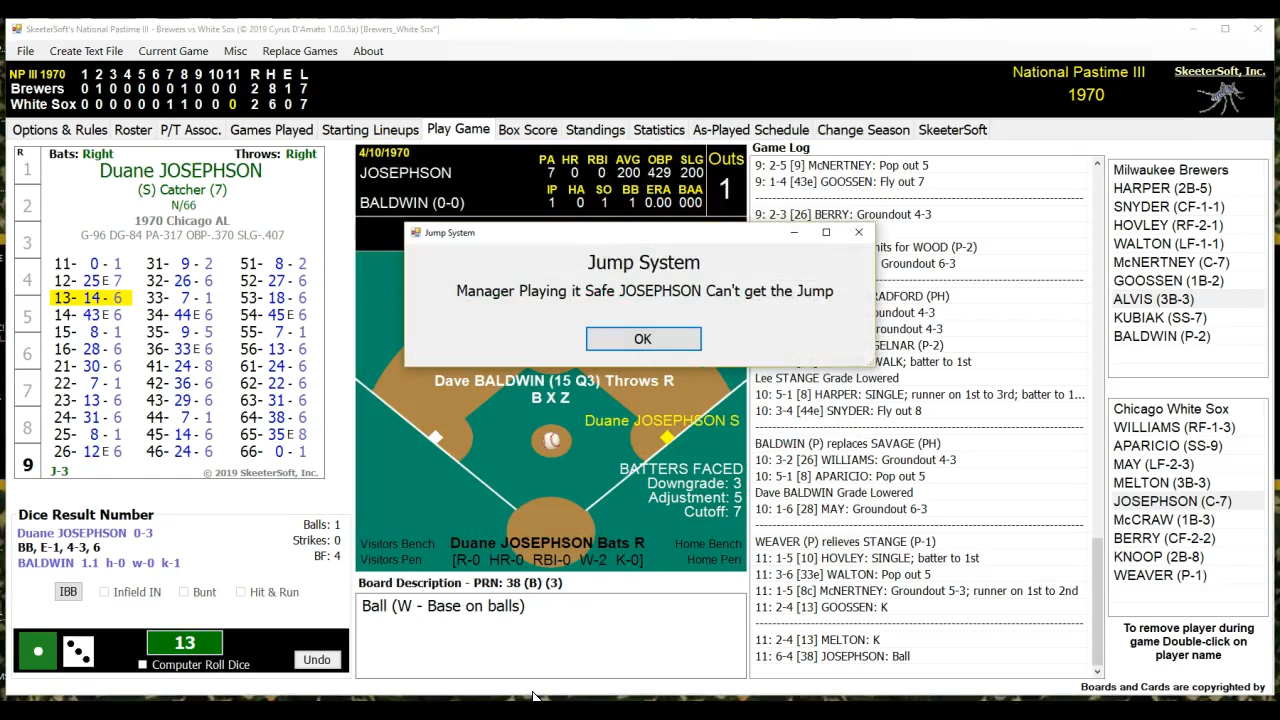 SkeeterSoft's National Pastime III - Brewers vs White Sox (© 2019 Cyrus D'Amato 1.0.0.5a) [Brewers_White Sox*]
File Create Text File Current Game Misc Replace Games About
NP III 1970 1 2 3 4 5 6 7 8 9 10 11 R H E L
Brewers 0 1 0 0 0 0 0 1 0 0 0 2 8 1 7
White Sox 0 0 0 0 0 0 1 1 0 0 0 2 6 0 7
National Pastime III
1970
SkeeterSoft, Inc.
Options & Rules Roster P/T Assoc. Games Played Starting Lineups Play Game Box Score Standings Statistics As-Played Schedule Change Season SkeeterSoft
R
1
2
3
4
5
6
7
8
9
Bats: Right Throws: Right
Duane JOSEPHSON
(S) Catcher (7)
N/66
1970 Chicago AL
G-96 DG-84 PA-317 OBP-.370 SLG-.407
11- 0 - 1 31- 9 - 2 51- 8 - 2
12- 25 E 7 32- 26 - 6 52- 27 - 6
13- 14 - 6 33- 7 - 1 53- 18 - 6
14- 43 E 6 34- 44 E 6 54- 45 E 6
15- 8 - 1 35- 9 - 5 55- 7 - 1
16- 28 - 6 36- 33 E 6 56- 13 - 6
21- 30 - 6 41- 24 - 8 61- 24 - 6
22- 7 - 1 42- 36 - 6 62- 22 - 6
23- 13 - 6 43- 29 - 6 63- 31 - 6
24- 31 - 6 44- 7 - 1 64- 38 - 6
25- 8 - 1 45- 14 - 6 65- 35 E 8
26- 12 E 6 46- 24 - 6 66- 0 - 1
J-3 © 2019 SkeeterSoft, Inc.
Dice Result Number
Duane JOSEPHSON 0-3
BB, E-1, 4-3, 6
BALDWIN 1.1 h-0 w-0 k-1
Balls: 1
Strikes: 0
BF: 4
IBB Infield IN Bunt Hit & Run
13
Computer Roll Dice
Undo
4/10/1970 PA HR RBI AVG OBP SLG
JOSEPHSON 7 0 0 200 429 200
IP HA SO BB ERA BAA
BALDWIN (0-0) 1 0 1 1 0.00 000
Outs
1
Jump System
Jump System
Manager Playing it Safe JOSEPHSON Can't get the Jump
OK
Dave BALDWIN (15 Q3) Throws R
B X Z
Duane JOSEPHSON S
BATTERS FACED
Downgrade: 3
Adjustment: 5
Cutoff: 7
Visitors Bench Duane JOSEPHSON Bats R Home Bench
Visitors Pen [R-0 HR-0 RBI-0 W-2 K-0] Home Pen
Board Description - PRN: 38 (B) (3)
Ball (W - Base on balls)
Game Log
9: 2-5 [9] McNERTNEY: Pop out 5
9: 1-4 [43e] GOOSSEN: Fly out 7
9: 2-3 [26] BERRY: Groundout 4-3
hits for WOOD (P-2)
Groundout 6-3
RADFORD (PH)
oundout 4-3
oundout 4-3
ELNAR (P-2)
WALK; batter to 1st
Lee STANGE Grade Lowered
10: 5-1 [8] HARPER: SINGLE; runner on 1st to 3rd; batter to 1...
10: 3-4 [44e] SNYDER: Fly out 8
BALDWIN (P) replaces SAVAGE (PH)
10: 3-2 [26] WILLIAMS: Groundout 4-3
10: 5-1 [8] APARICIO: Pop out 5
Dave BALDWIN Grade Lowered
10: 1-6 [28] MAY: Groundout 6-3
WEAVER (P) relieves STANGE (P-1)
11: 1-5 [10] HOVLEY: SINGLE; batter to 1st
11: 3-6 [33e] WALTON: Pop out 5
11: 1-5 [8c] McNERTNEY: Groundout 5-3; runner on 1st to 2nd
11: 2-4 [13] GOOSSEN: K
11: 2-4 [13] MELTON: K
11: 6-4 [38] JOSEPHSON: Ball
Milwaukee Brewers
HARPER (2B-5)
SNYDER (CF-1-1)
HOVLEY (RF-2-1)
WALTON (LF-1-1)
McNERTNEY (C-7)
GOOSSEN (1B-2)
ALVIS (3B-3)
KUBIAK (SS-7)
BALDWIN (P-2)
Chicago White Sox
WILLIAMS (RF-1-3)
APARICIO (SS-9)
MAY (LF-2-3)
MELTON (3B-3)
JOSEPHSON (C-7)
McCRAW (1B-3)
BERRY (CF-2-2)
KNOOP (2B-8)
WEAVER (P-1)
To remove player during
game Double-click on
player name
Boards and Cards are copyrighted by